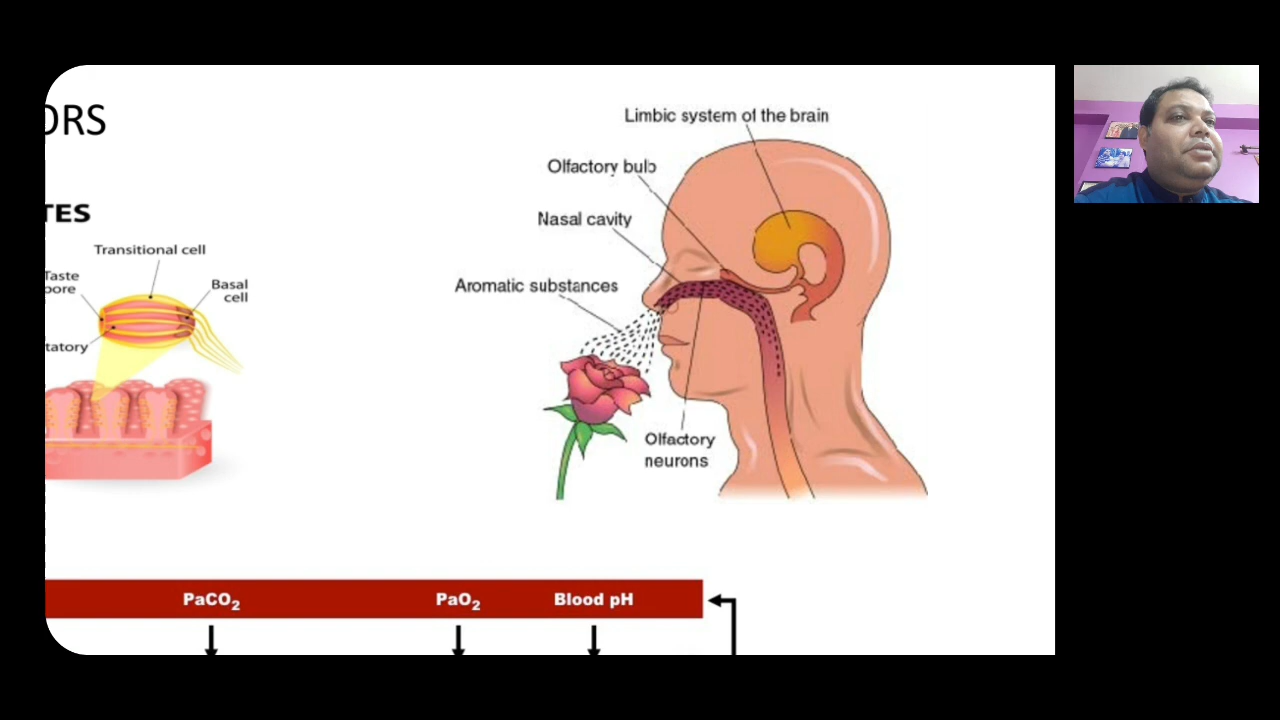 ORS
TES
Transitional cell
Taste
pore
Basal
cell
tatory
Limbic system of the brain
Olfactory bulb
Nasal cavity
Aromatic substances
Olfactory
neurons
PaCO₂
PaO₂
Blood pH